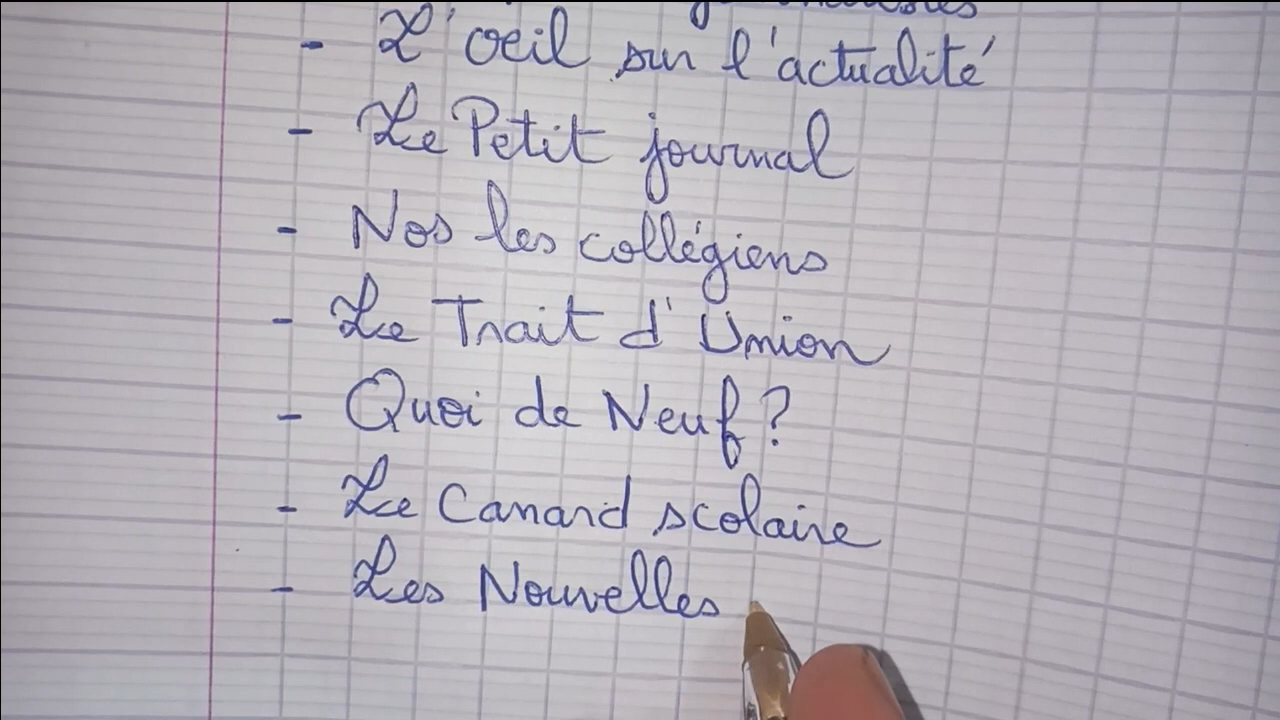 - L'oeil sur l'actualité
- Le Petit journal
- Nos les collégiens
- Le Trait d'Union
- Quoi de Neuf ?
- Le Canard scolaire
- Les Nouvelles